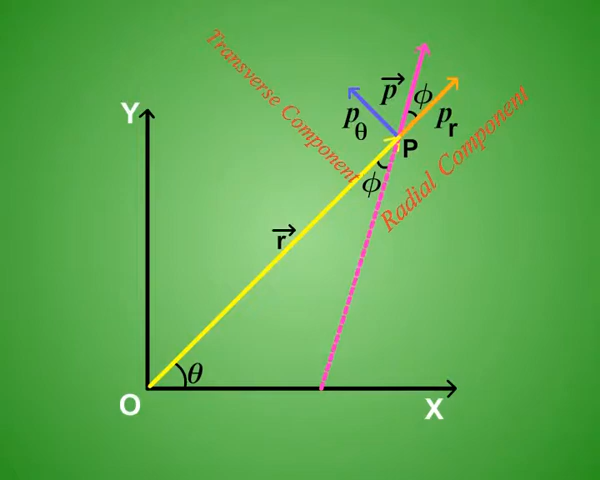 Transverse Component
Y
p⃗
ϕ
p_θ
p_r
P
Radial Component
ϕ
r⃗
θ
O
X